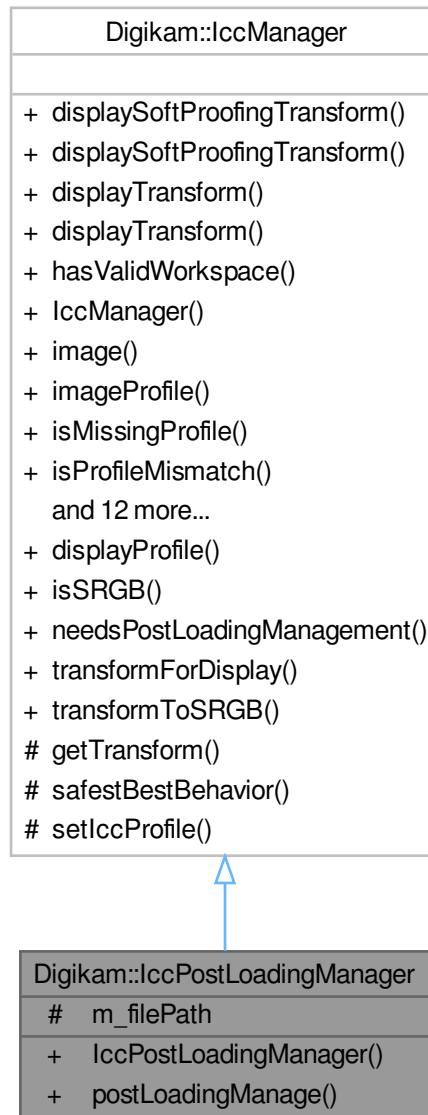 Digikam::IccManager
+ displaySoftProofingTransform()
+ displaySoftProofingTransform()
+ displayTransform()
+ displayTransform()
+ hasValidWorkspace()
+ IccManager()
+ image()
+ imageProfile()
+ isMissingProfile()
+ isProfileMismatch()
and 12 more...
+ displayProfile()
+ isSRGB()
+ needsPostLoadingManagement()
+ transformForDisplay()
+ transformToSRGB()
# getTransform()
# safestBestBehavior()
# setIccProfile()
Digikam::IccPostLoadingManager
# m_filePath
+ IccPostLoadingManager()
+ postLoadingManage()